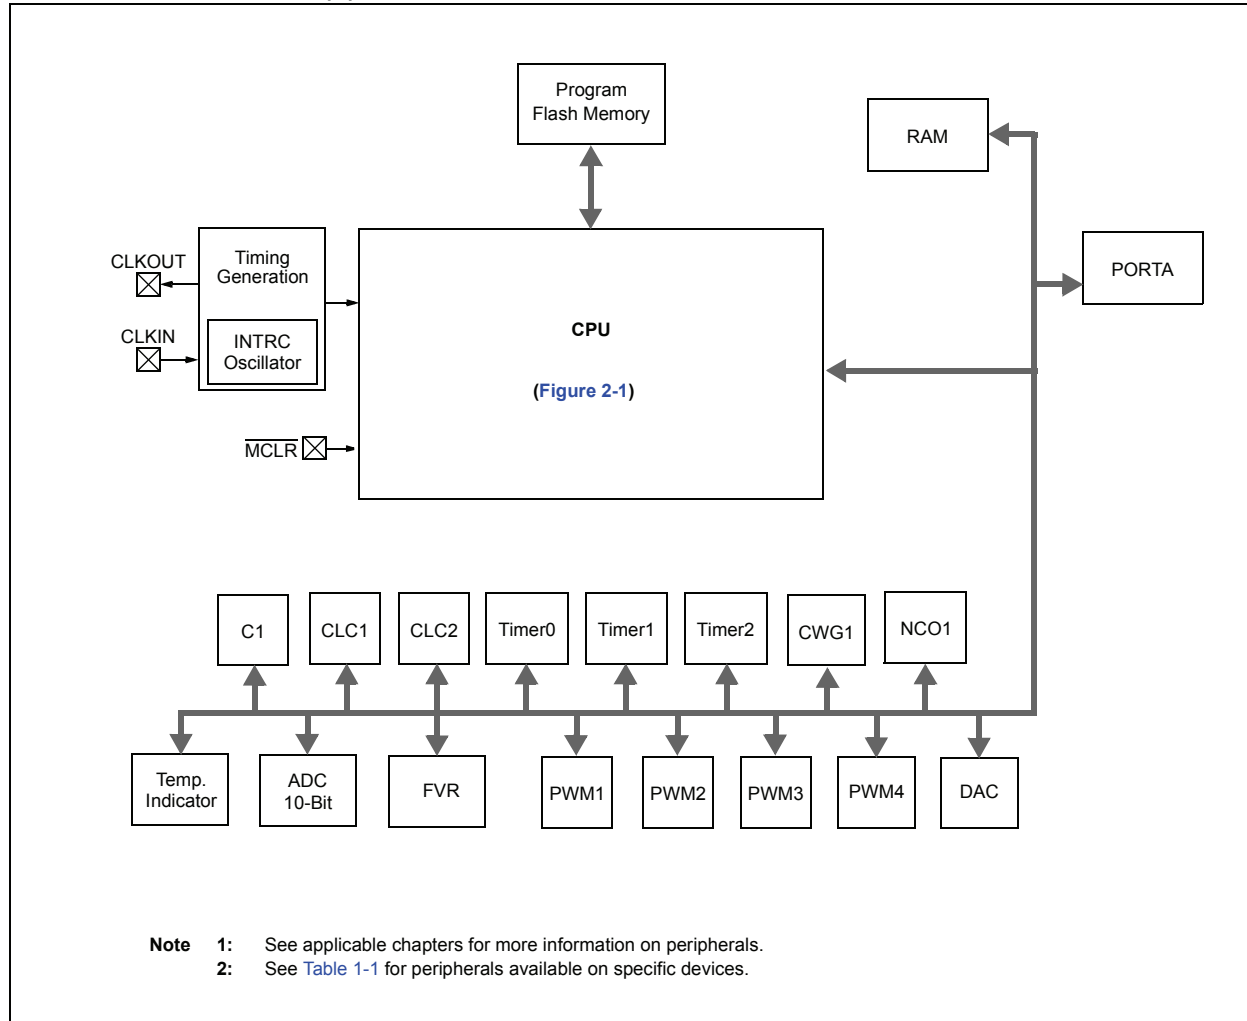 Program
Flash Memory
RAM
CLKOUT
Timing
Generation
PORTA
CLKIN
INTRC
Oscillator
CPU
(Figure 2-1)
MCLR
C1
CLC1
CLC2
Timer0
Timer1
Timer2
CWG1
NCO1
Temp.
Indicator
ADC
10-Bit
FVR
PWM1
PWM2
PWM3
PWM4
DAC
Note 1: See applicable chapters for more information on peripherals.
2: See Table 1-1 for peripherals available on specific devices.